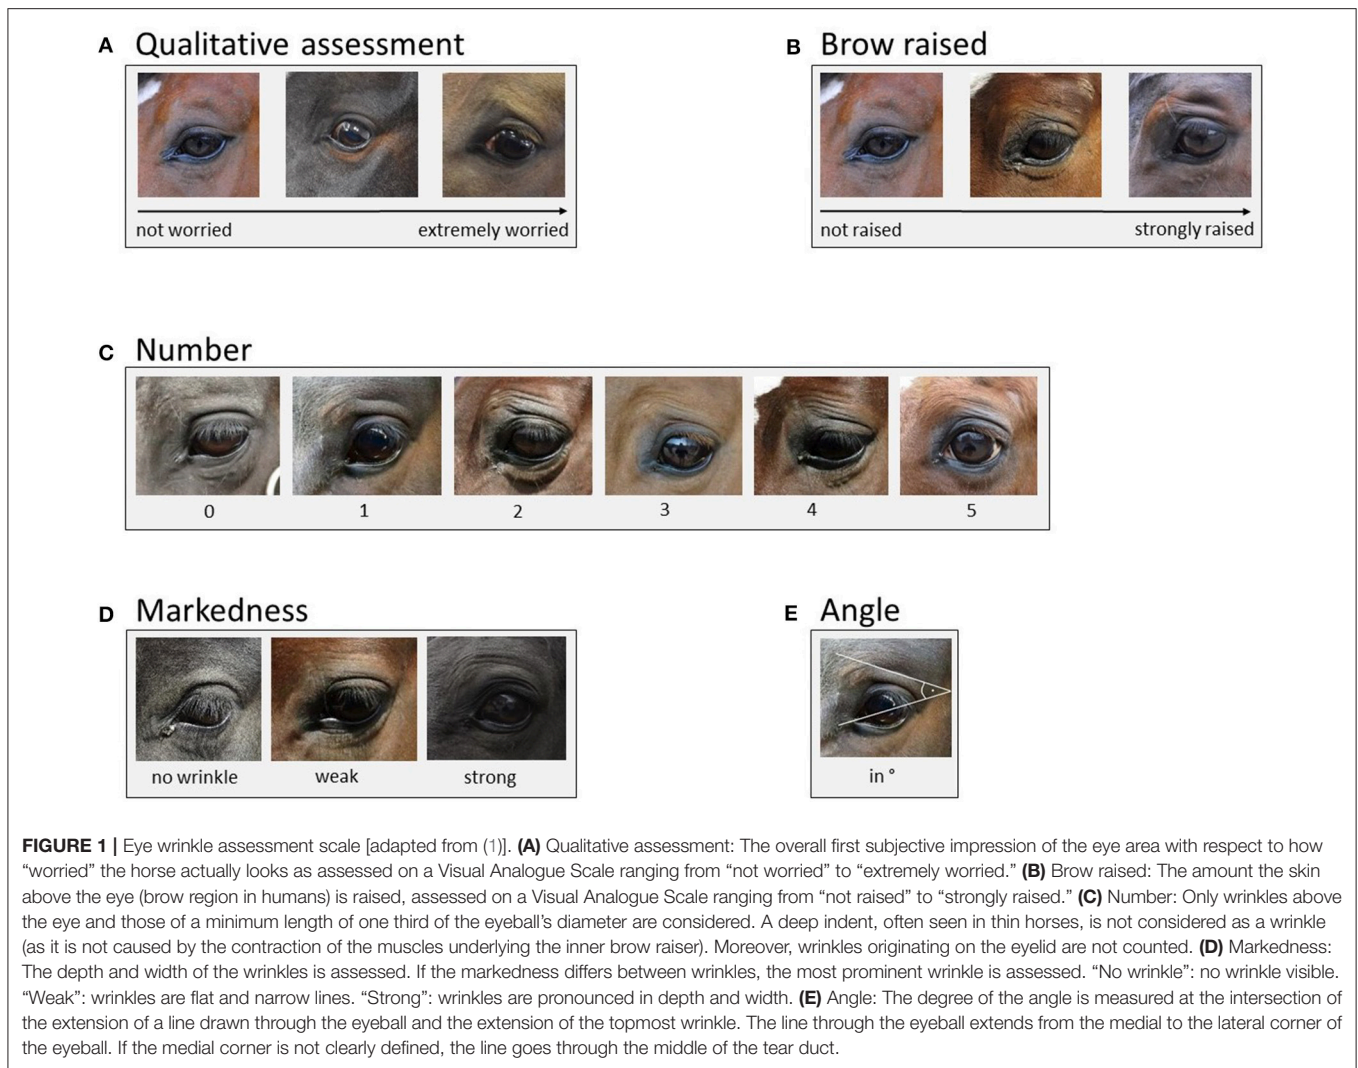 A Qualitative assessment
not worried extremely worried
B Brow raised
not raised strongly raised
C Number
0 1 2 3 4 5
D Markedness
no wrinkle weak strong
E Angle
in °
FIGURE 1 | Eye wrinkle assessment scale [adapted from (1)]. (A) Qualitative assessment: The overall first subjective impression of the eye area with respect to how
“worried” the horse actually looks as assessed on a Visual Analogue Scale ranging from “not worried” to “extremely worried.” (B) Brow raised: The amount the skin
above the eye (brow region in humans) is raised, assessed on a Visual Analogue Scale ranging from “not raised” to “strongly raised.” (C) Number: Only wrinkles above
the eye and those of a minimum length of one third of the eyeball’s diameter are considered. A deep indent, often seen in thin horses, is not considered as a wrinkle
(as it is not caused by the contraction of the muscles underlying the inner brow raiser). Moreover, wrinkles originating on the eyelid are not counted. (D) Markedness:
The depth and width of the wrinkles is assessed. If the markedness differs between wrinkles, the most prominent wrinkle is assessed. “No wrinkle”: no wrinkle visible.
“Weak”: wrinkles are flat and narrow lines. “Strong”: wrinkles are pronounced in depth and width. (E) Angle: The degree of the angle is measured at the intersection of
the extension of a line drawn through the eyeball and the extension of the topmost wrinkle. The line through the eyeball extends from the medial to the lateral corner of
the eyeball. If the medial corner is not clearly defined, the line goes through the middle of the tear duct.